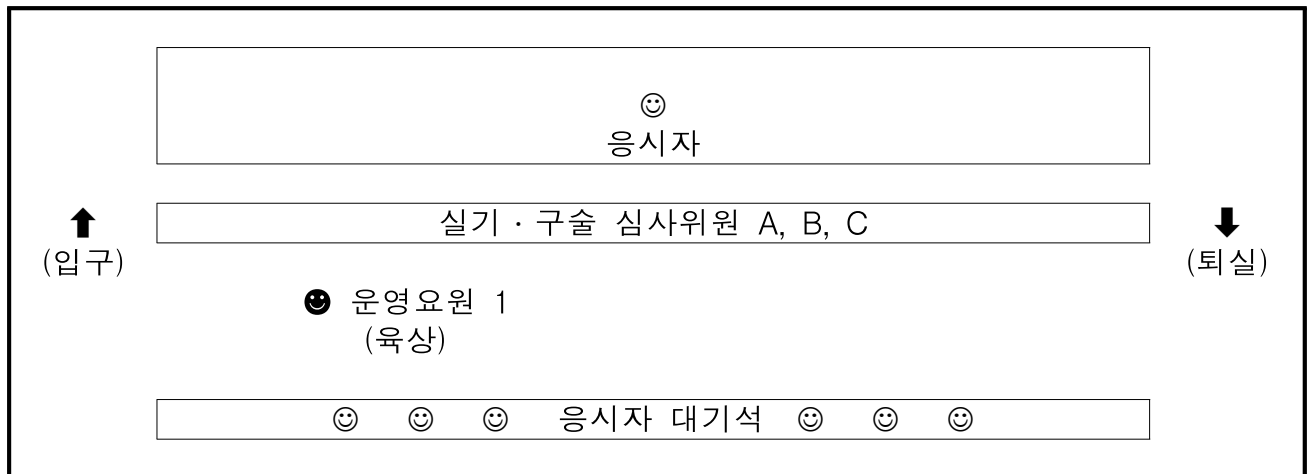 ☺
응시자
실기 · 구술 심사위원 A, B, C
(입구)
(퇴실)
☻ 운영요원 1
(육상)
☺ ☺ ☺ 응시자 대기석 ☺ ☺ ☺